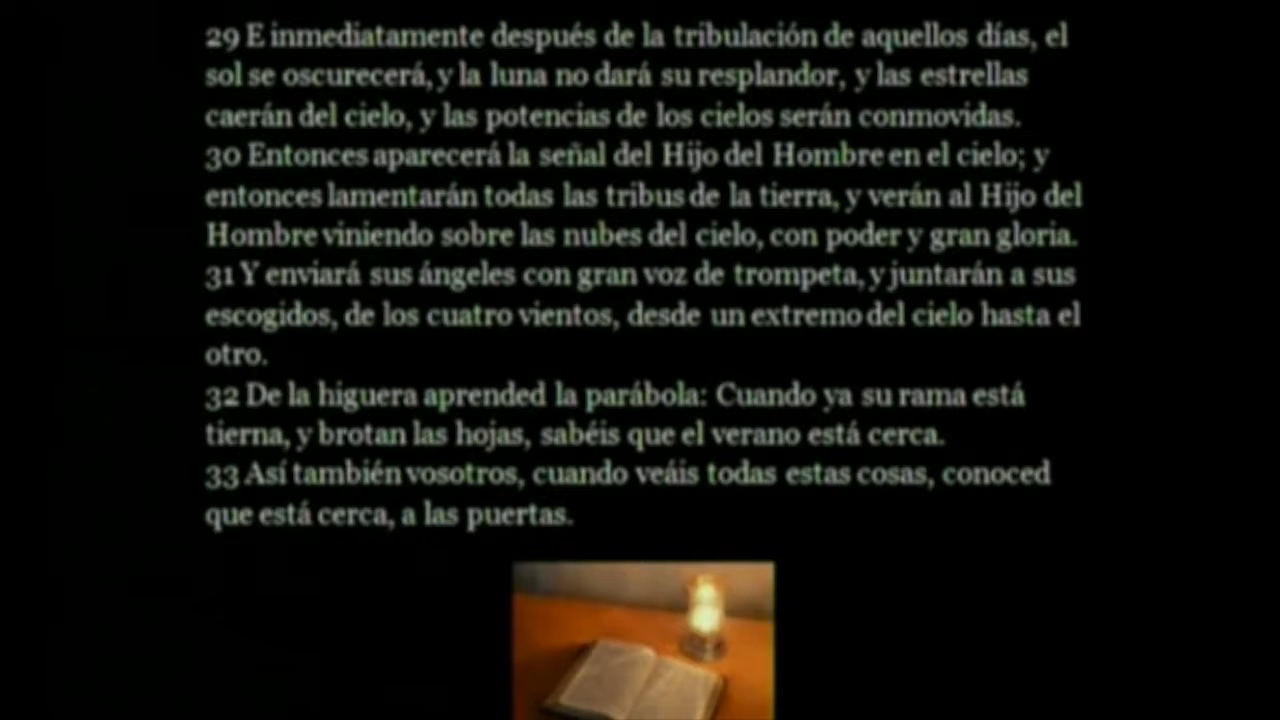 29 E inmediatamente después de la tribulación de aquellos días, el
sol se oscurecerá, y la luna no dará su resplandor, y las estrellas
caerán del cielo, y las potencias de los cielos serán conmovidas.
30 Entonces aparecerá la señal del Hijo del Hombre en el cielo; y
entonces lamentarán todas las tribus de la tierra, y verán al Hijo del
Hombre viniendo sobre las nubes del cielo, con poder y gran gloria.
31 Y enviará sus ángeles con gran voz de trompeta, y juntarán a sus
escogidos, de los cuatro vientos, desde un extremo del cielo hasta el
otro.
32 De la higuera aprended la parábola: Cuando ya su rama está
tierna, y brotan las hojas, sabéis que el verano está cerca.
33 Así también vosotros, cuando veáis todas estas cosas, conoced
que está cerca, a las puertas.